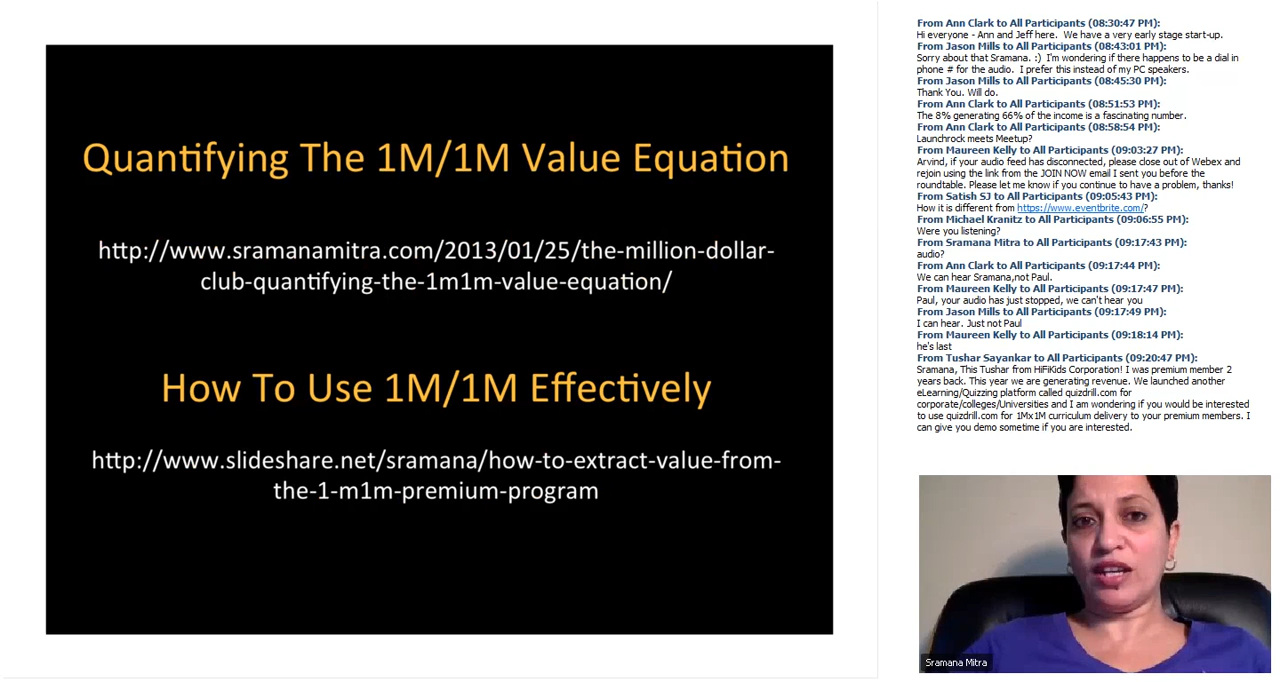 Quantifying The 1M/1M Value Equation
http://www.sramanamitra.com/2013/01/25/the-million-dollar-
club-quantifying-the-1m1m-value-equation/
How To Use 1M/1M Effectively
http://www.slideshare.net/sramana/how-to-extract-value-from-
the-1-m1m-premium-program
From Ann Clark to All Participants (08:30:47 PM):
Hi everyone - Ann and Jeff here.  We have a very early stage start-up.
From Jason Mills to All Participants (08:43:01 PM):
Sorry about that Sramana. :)  I'm wondering if there happens to be a dial in
phone # for the audio.  I prefer this instead of my PC speakers.
From Jason Mills to All Participants (08:45:30 PM):
Thank You. Will do.
From Ann Clark to All Participants (08:51:53 PM):
The 8% generating 66% of the income is a fascinating number.
From Ann Clark to All Participants (08:58:54 PM):
Launchrock meets Meetup?
From Maureen Kelly to All Participants (09:03:27 PM):
Arvind, if your audio feed has disconnected, please close out of Webex and
rejoin using the link from the JOIN NOW email I sent you before the
roundtable. Please let me know if you continue to have a problem, thanks!
From Satish SJ to All Participants (09:05:43 PM):
How it is different from https://www.eventbrite.com/?
From Michael Kranitz to All Participants (09:06:55 PM):
Were you listening?
From Sramana Mitra to All Participants (09:17:43 PM):
audio?
From Ann Clark to All Participants (09:17:44 PM):
We can hear Sramana,not Paul.
From Maureen Kelly to All Participants (09:17:47 PM):
Paul, your audio has just stopped, we can't hear you
From Jason Mills to All Participants (09:17:49 PM):
I can hear. Just not Paul
From Maureen Kelly to All Participants (09:18:14 PM):
he's last
From Tushar Sayankar to All Participants (09:20:47 PM):
Sramana, This Tushar from HiFiKids Corporation! I was premium member 2
years back. This year we are generating revenue. We launched another
eLearning/Quizzing platform called quizdrill.com for
corporate/colleges/Universities and I am wondering if you would be interested
to use quizdrill.com for 1Mx1M curriculum delivery to your premium members. I
can give you demo sometime if you are interested.
Sramana Mitra